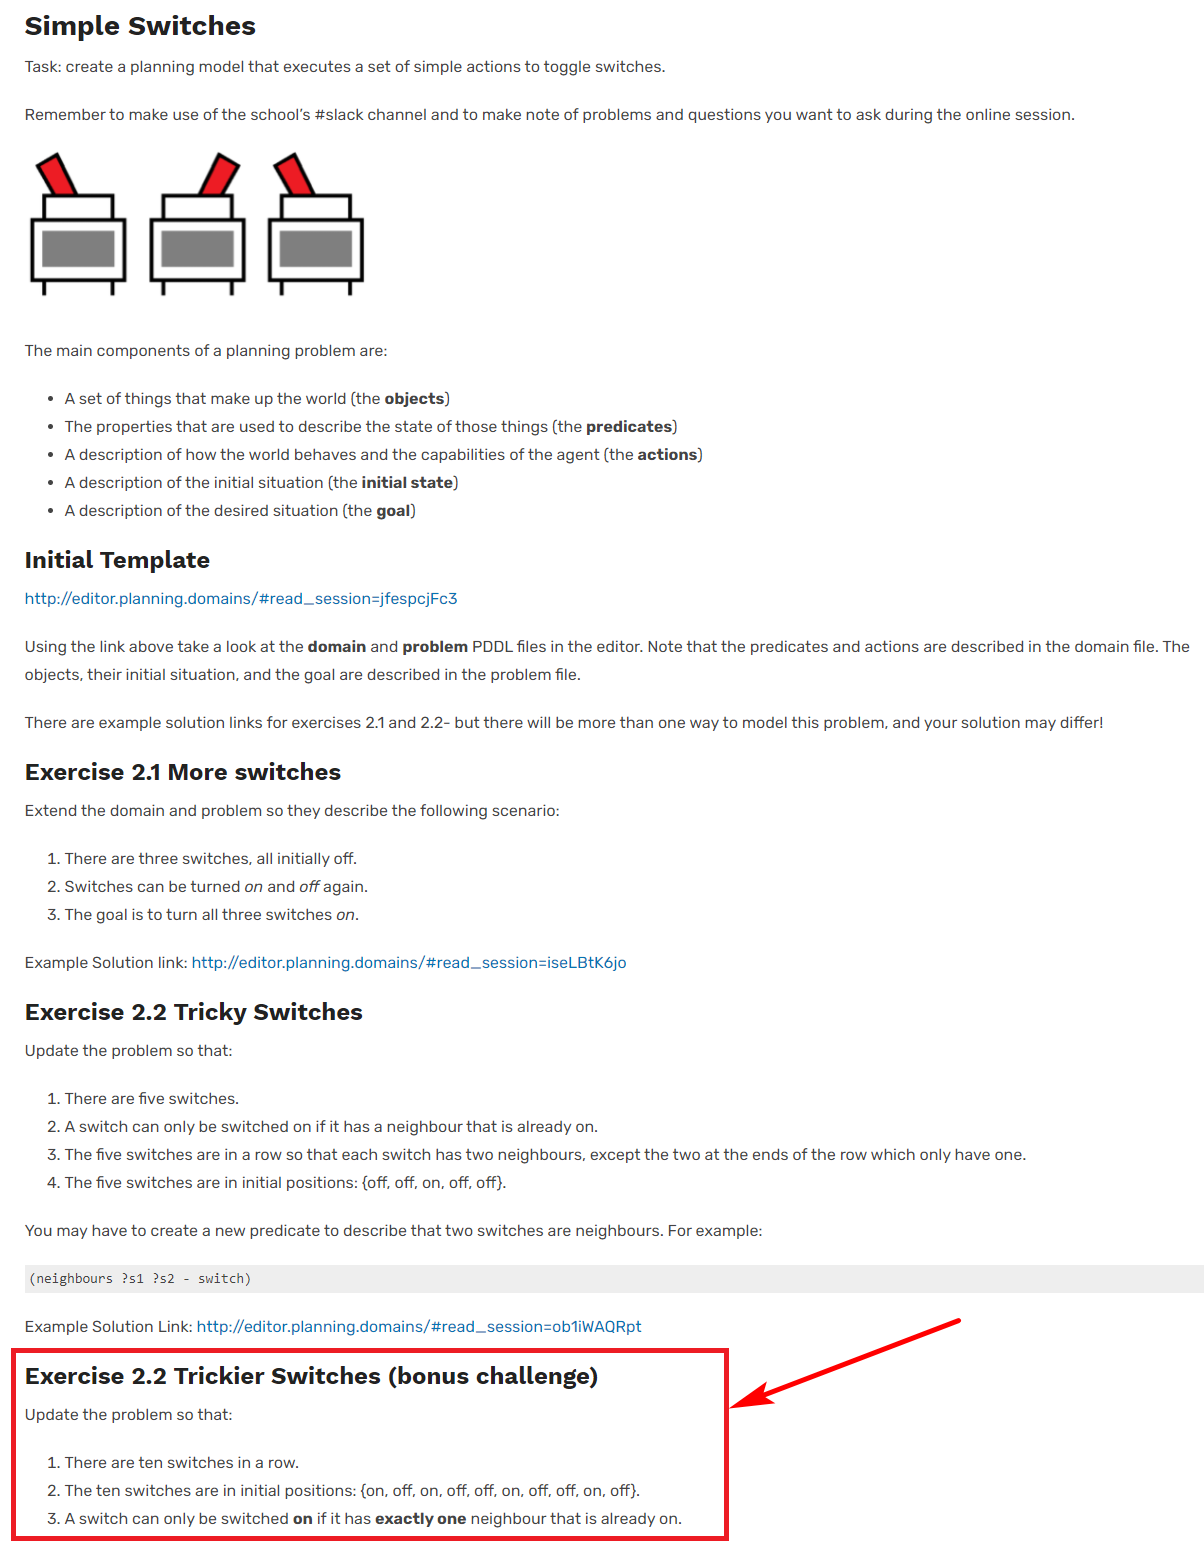 Simple Switches
Task: create a planning model that executes a set of simple actions to toggle switches.
Remember to make use of the school’s #slack channel and to make note of problems and questions you want to ask during the online session.
The main components of a planning problem are:
• A set of things that make up the world (the objects)
• The properties that are used to describe the state of those things (the predicates)
• A description of how the world behaves and the capabilities of the agent (the actions)
• A description of the initial situation (the initial state)
• A description of the desired situation (the goal)
Initial Template
http://editor.planning.domains/#read_session=jfespcjFc3
Using the link above take a look at the domain and problem PDDL files in the editor. Note that the predicates and actions are described in the domain file. The
objects, their initial situation, and the goal are described in the problem file.
There are example solution links for exercises 2.1 and 2.2- but there will be more than one way to model this problem, and your solution may differ!
Exercise 2.1 More switches
Extend the domain and problem so they describe the following scenario:
1. There are three switches, all initially off.
2. Switches can be turned on and off again.
3. The goal is to turn all three switches on.
Example Solution link: http://editor.planning.domains/#read_session=iseLBtK6jo
Exercise 2.2 Tricky Switches
Update the problem so that:
1. There are five switches.
2. A switch can only be switched on if it has a neighbour that is already on.
3. The five switches are in a row so that each switch has two neighbours, except the two at the ends of the row which only have one.
4. The five switches are in initial positions: {off, off, on, off, off}.
You may have to create a new predicate to describe that two switches are neighbours. For example:
(neighbours ?s1 ?s2 - switch)
Example Solution Link: http://editor.planning.domains/#read_session=ob1iWAQRpt
Exercise 2.2 Trickier Switches (bonus challenge)
Update the problem so that:
1. There are ten switches in a row.
2. The ten switches are in initial positions: {on, off, on, off, off, on, off, off, on, off}.
3. A switch can only be switched on if it has exactly one neighbour that is already on.